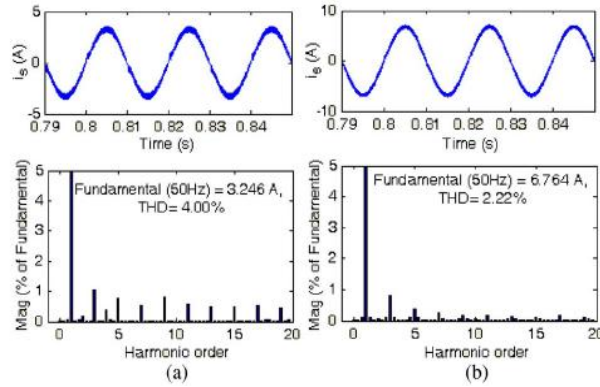 5
0
-5
i_s (A)
0.79 0.8 0.81 0.82 0.83 0.84
Time (s)
10
0
-10
i_s (A)
0.79 0.8 0.81 0.82 0.83 0.84
Time (s)
5
4
3
2
1
0
Mag (% of Fundamental)
Fundamental (50Hz) = 3.246 A,
THD= 4.00%
0 5 10 15 20
Harmonio order
(a)
5
4
3
2
1
0
Mag (% of Fundamental)
Fundamental (50Hz) = 6.764 A,
THD= 2.22%
0 5 10 15 20
Harmonio order
(b)